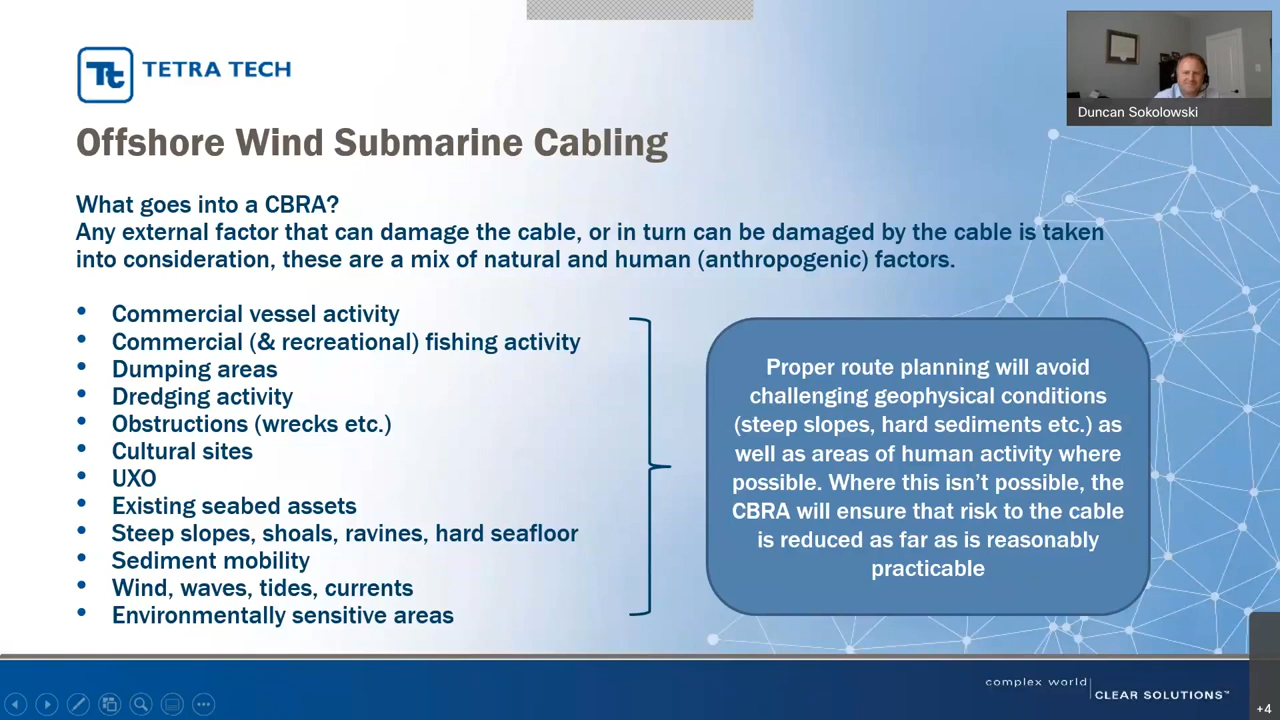 Tt
TETRA TECH
Duncan Sokolowski
Offshore Wind Submarine Cabling
What goes into a CBRA?
Any external factor that can damage the cable, or in turn can be damaged by the cable is taken
into consideration, these are a mix of natural and human (anthropogenic) factors.
• Commercial vessel activity
• Commercial (& recreational) fishing activity
• Dumping areas
• Dredging activity
• Obstructions (wrecks etc.)
• Cultural sites
• UXO
• Existing seabed assets
• Steep slopes, shoals, ravines, hard seafloor
• Sediment mobility
• Wind, waves, tides, currents
• Environmentally sensitive areas
Proper route planning will avoid
challenging geophysical conditions
(steep slopes, hard sediments etc.) as
well as areas of human activity where
possible. Where this isn’t possible, the
CBRA will ensure that risk to the cable
is reduced as far as is reasonably
practicable
complex world
CLEAR SOLUTIONS™
+4